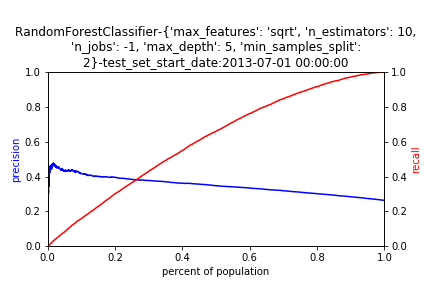 RandomForestClassifier-{'max_features': 'sqrt', 'n_estimators': 10,
'n_jobs': -1, 'max_depth': 5, 'min_samples_split':
2}-test_set_start_date:2013-07-01 00:00:00
1.0
0.8
0.6
0.4
0.2
0.0
precision
1.0
0.8
0.6
0.4
0.2
0.0
recall
0.0 0.2 0.4 0.6 0.8 1.0
percent of population